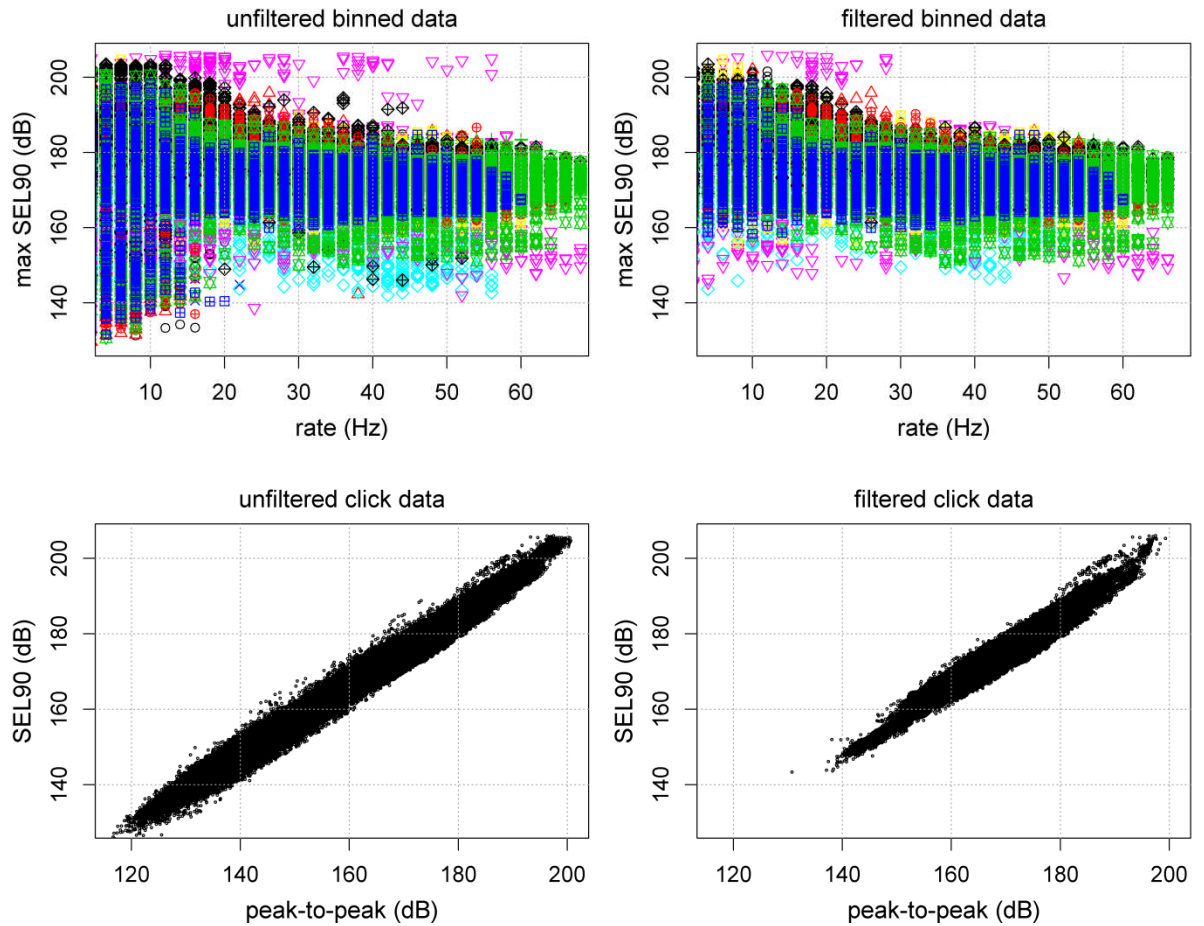 unfiltered binned data
filtered binned data
max SEL90 (dB)
200
180
160
140
10 20 30 40 50 60
rate (Hz)
max SEL90 (dB)
200
180
160
140
10 20 30 40 50 60
rate (Hz)
unfiltered click data
filtered click data
SEL90 (dB)
200
180
160
140
120 140 160 180 200
peak-to-peak (dB)
SEL90 (dB)
200
180
160
140
120 140 160 180 200
peak-to-peak (dB)